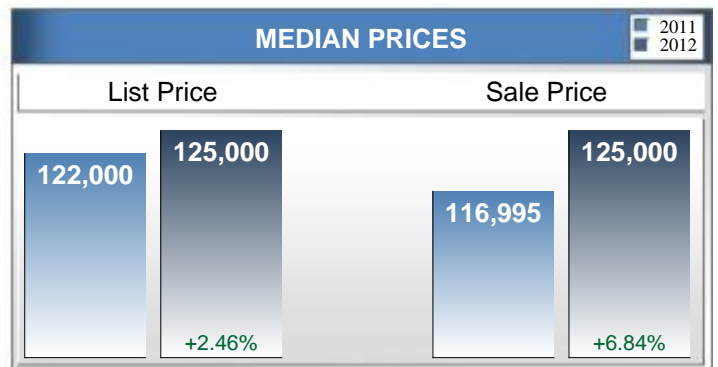 MEDIAN PRICES
2011
2012
List Price
Sale Price
122,000
125,000
+2.46%
116,995
125,000
+6.84%